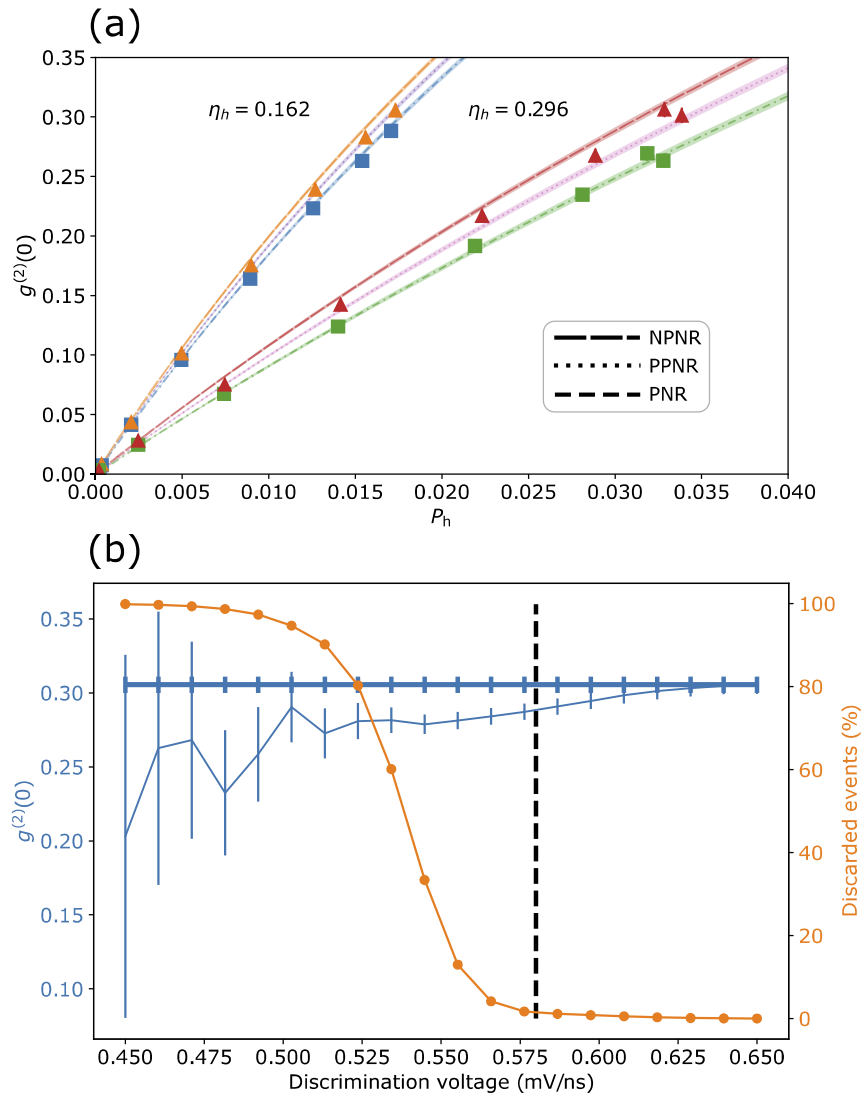 (a)
0.35
0.30
0.25
0.20
0.15
0.10
0.05
0.00
g⁽²⁾(0)
ηₕ = 0.162
ηₕ = 0.296
NPNR
PPNR
PNR
0.000 0.005 0.010 0.015 0.020 0.025 0.030 0.035 0.040
Pₕ
(b)
0.35
0.30
0.25
0.20
0.15
0.10
g⁽²⁾(0)
100
80
60
40
20
0
Discarded events (%)
0.450 0.475 0.500 0.525 0.550 0.575 0.600 0.625 0.650
Discrimination voltage (mV/ns)